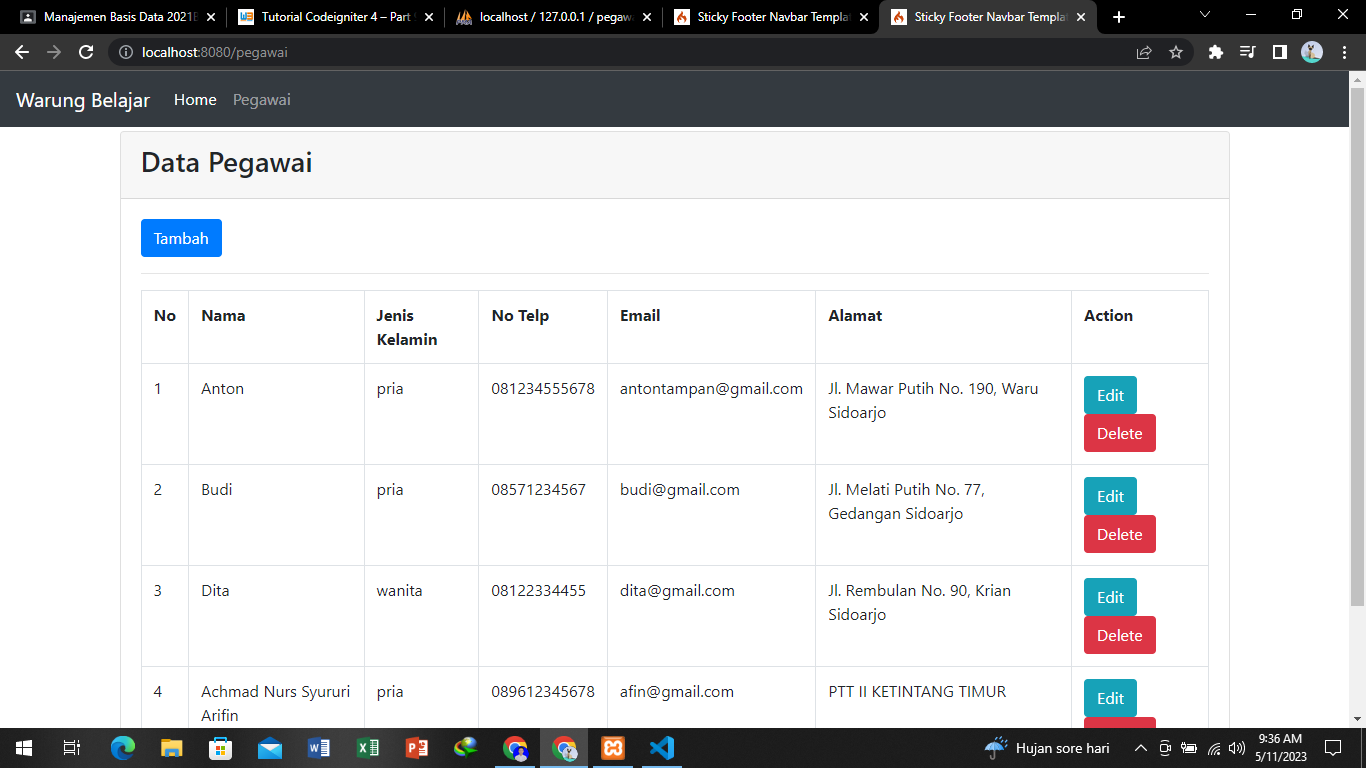 Manajemen Basis Data 2021
Tutorial Codeigniter 4 – Part
localhost / 127.0.0.1 / pegaw
Sticky Footer Navbar Templat
Sticky Footer Navbar Templat
localhost:8080/pegawai
Warung Belajar Home Pegawai
Data Pegawai
Tambah
No Nama Jenis Kelamin No Telp Email Alamat Action
1 Anton pria 081234555678 antontampan@gmail.com Jl. Mawar Putih No. 190, Waru Sidoarjo Edit Delete
2 Budi pria 08571234567 budi@gmail.com Jl. Melati Putih No. 77, Gedangan Sidoarjo Edit Delete
3 Dita wanita 08122334455 dita@gmail.com Jl. Rembulan No. 90, Krian Sidoarjo Edit Delete
4 Achmad Nurs Syururi Arifin pria 089612345678 afin@gmail.com PTT II KETINTANG TIMUR Edit
Hujan sore hari
9:36 AM
5/11/2023